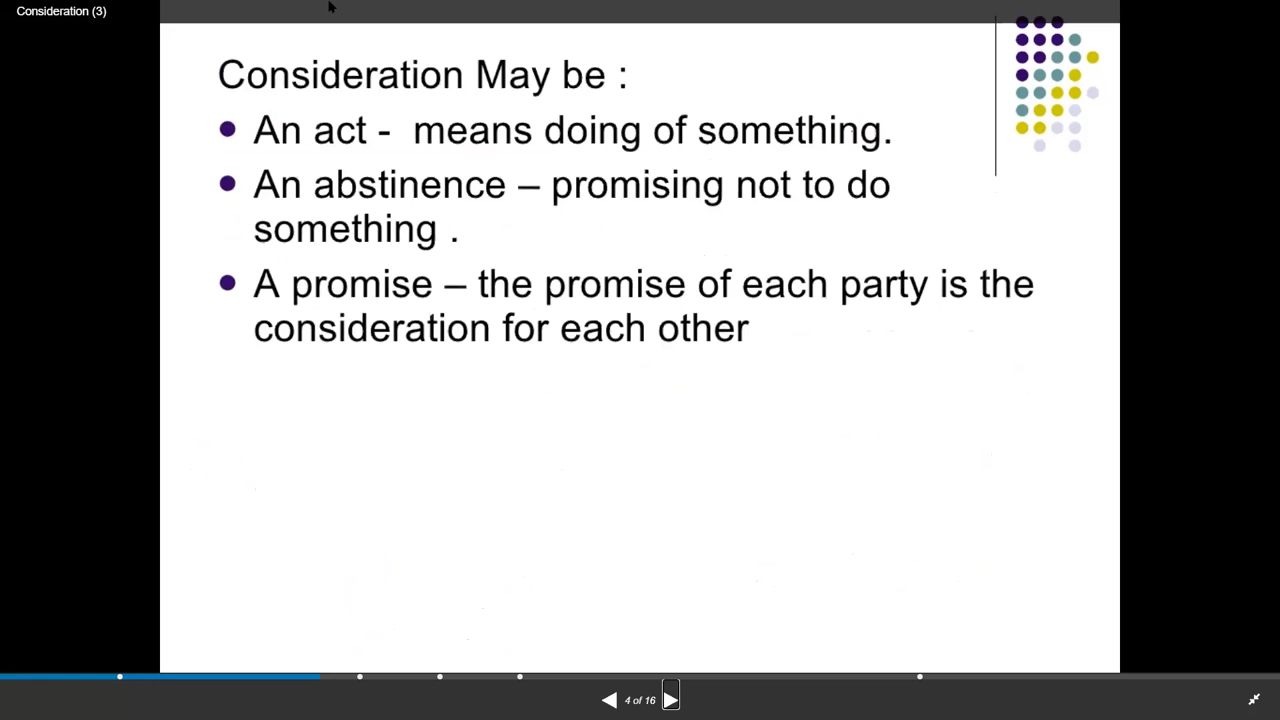 Consideration (3)
Consideration May be :
An act -  means doing of something.
An abstinence – promising not to do
something .
A promise – the promise of each party is the
consideration for each other
4 of 16